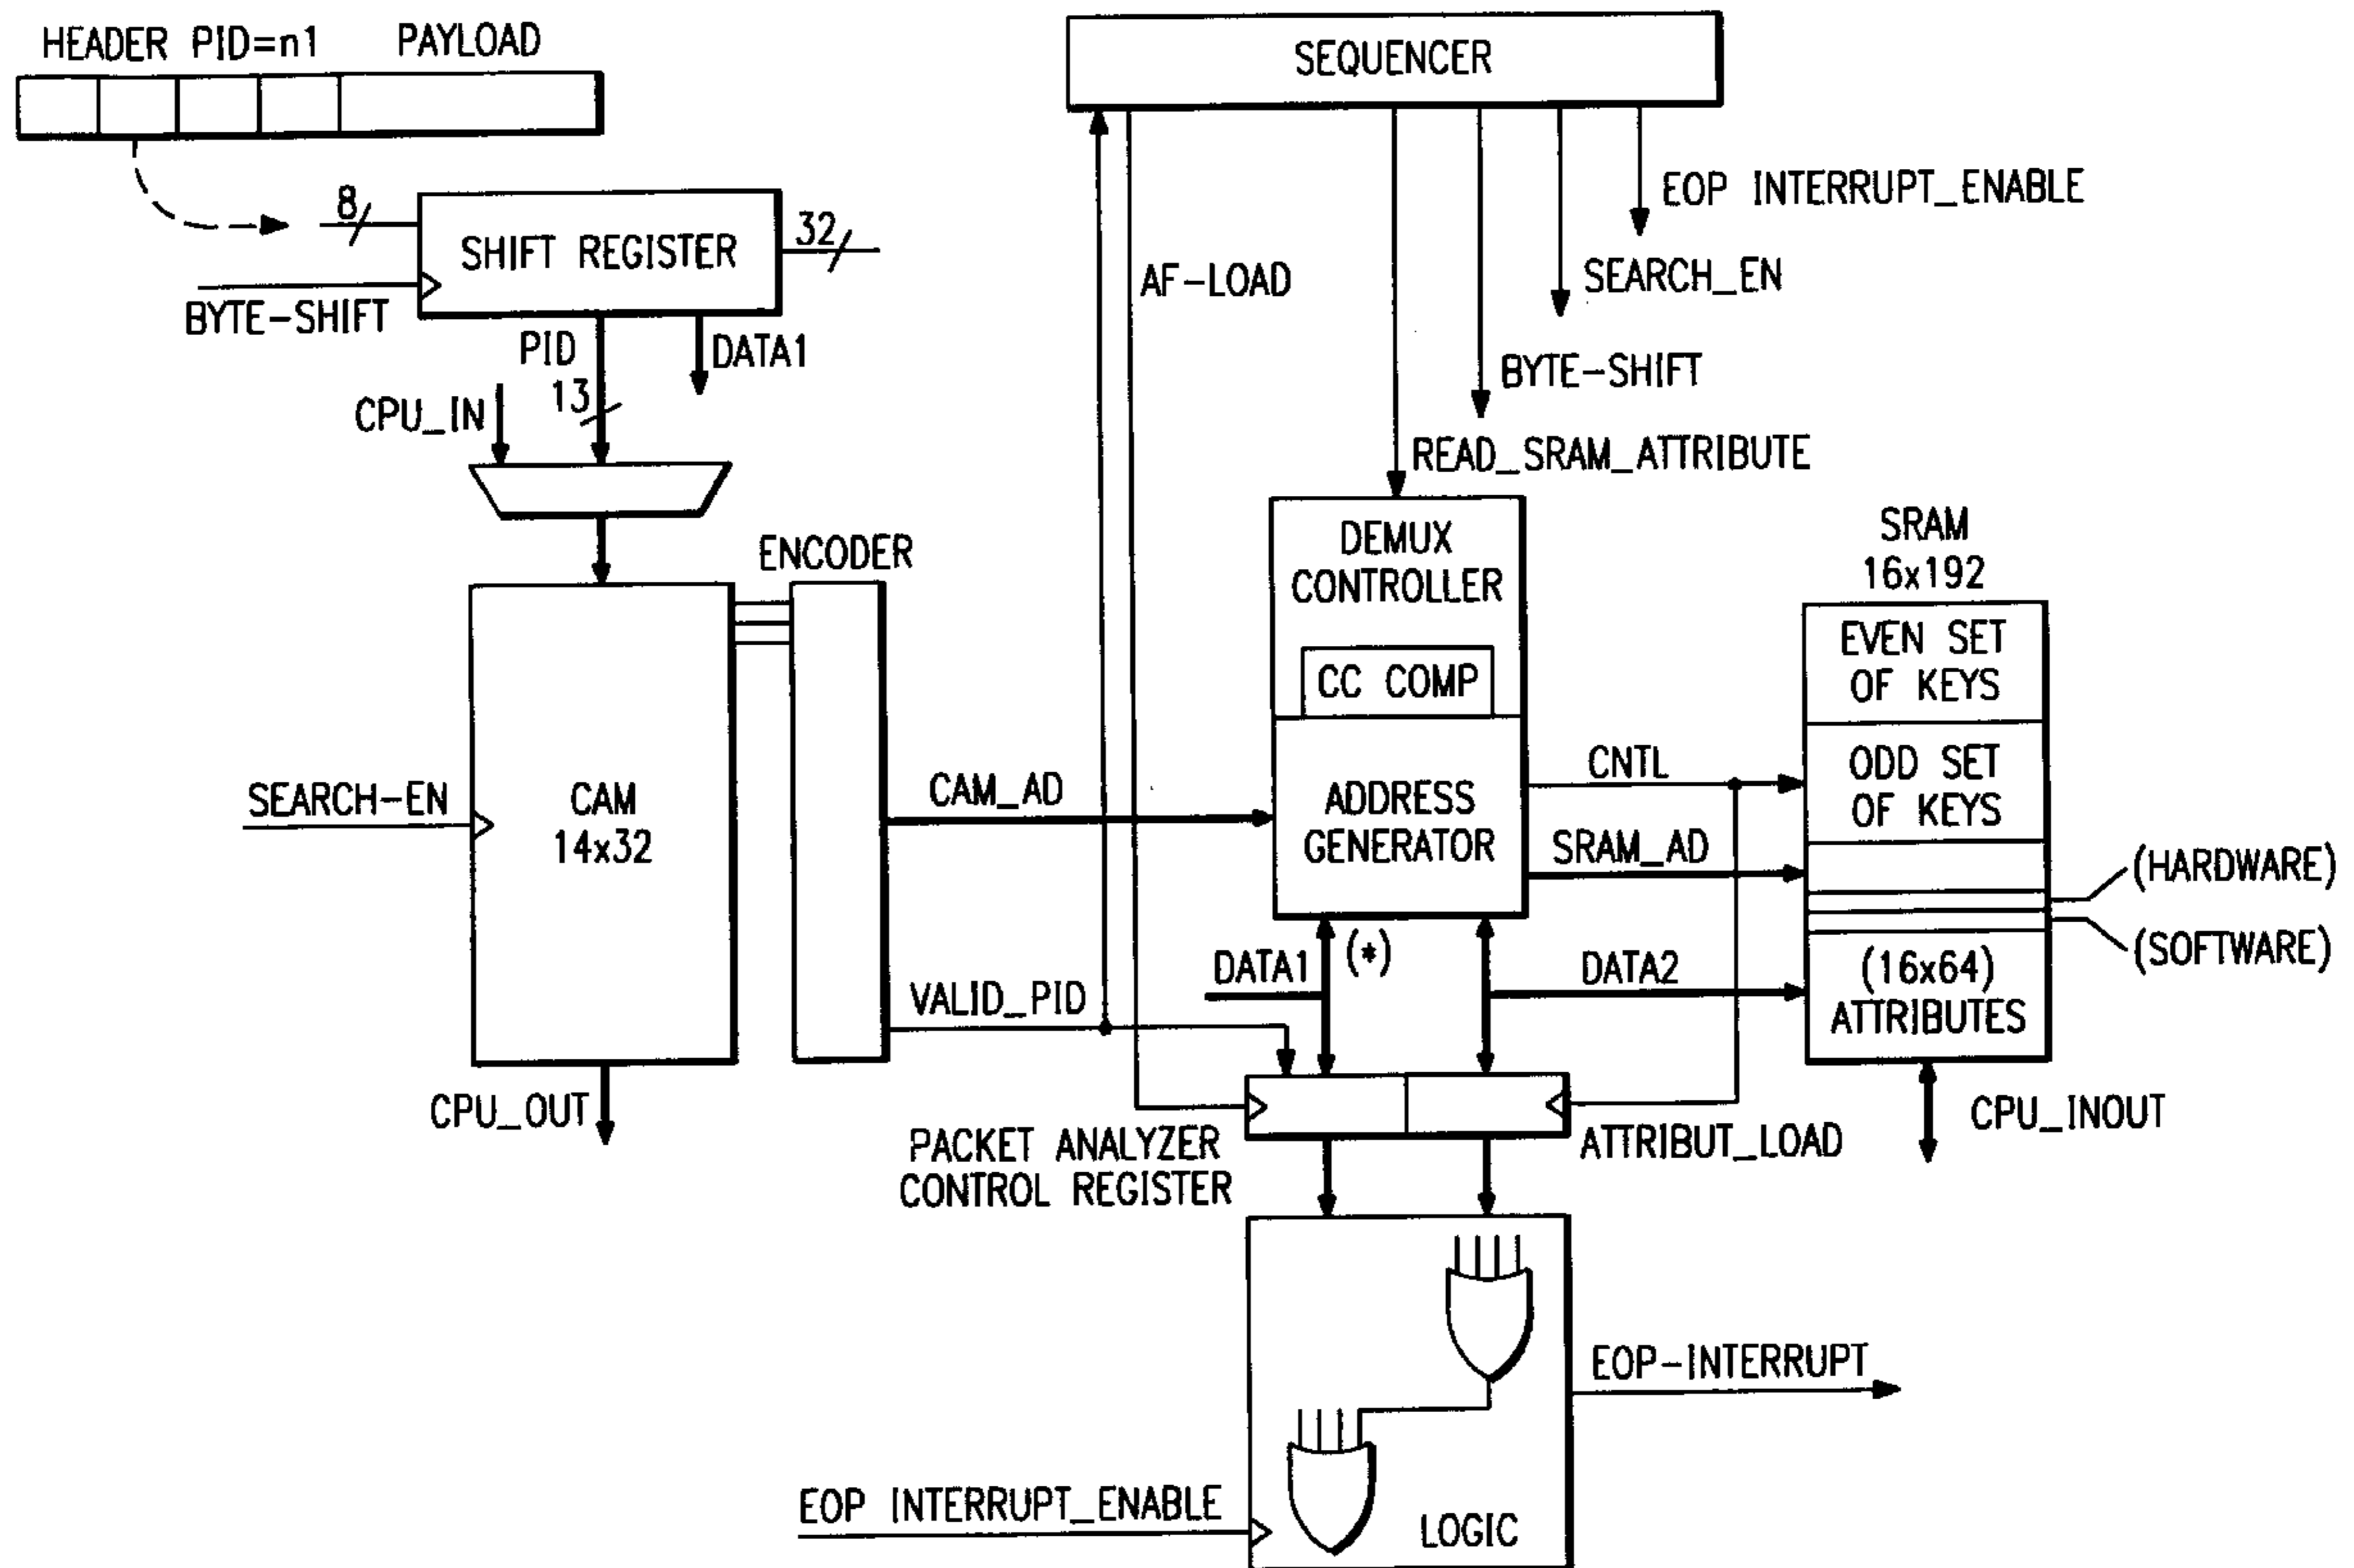 HEADER PID=n1 PAYLOAD
SEQUENCER
8
SHIFT REGISTER
32
BYTE-SHIFT
PID
13
DATA1
CPU_IN
AF-LOAD
EOP INTERRUPT_ENABLE
SEARCH_EN
BYTE-SHIFT
READ_SRAM_ATTRIBUTE
ENCODER
DEMUX
CONTROLLER
CC COMP
ADDRESS
GENERATOR
SRAM
16x192
EVEN SET
OF KEYS
ODD SET
OF KEYS
(HARDWARE)
(SOFTWARE)
(16x64)
ATTRIBUTES
SEARCH-EN
CAM
14x32
CAM_AD
CNTL
SRAM_AD
DATA1
(*)
DATA2
VALID_PID
CPU_OUT
CPU_INOUT
PACKET ANALYZER
CONTROL REGISTER
ATTRIBUT_LOAD
EOP-INTERRUPT
EOP INTERRUPT_ENABLE
LOGIC